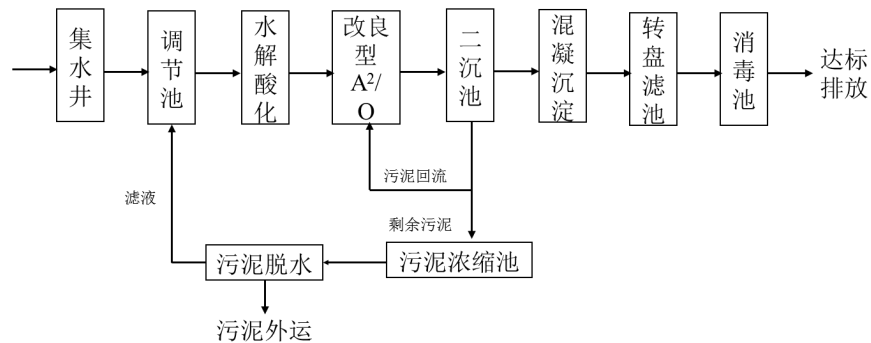 集水井
调节池
水解酸化
改良型
A²/O
二沉池
混凝沉淀
转盘滤池
消毒池
达标
排放
污泥回流
滤液
剩余污泥
污泥脱水
污泥浓缩池
污泥外运